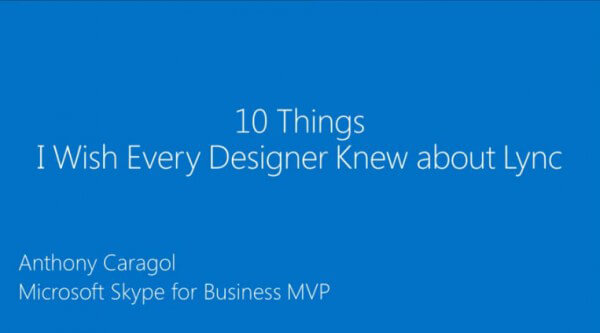 10 Things
I Wish Every Designer Knew about Lync
Anthony Caragol
Microsoft Skype for Business MVP